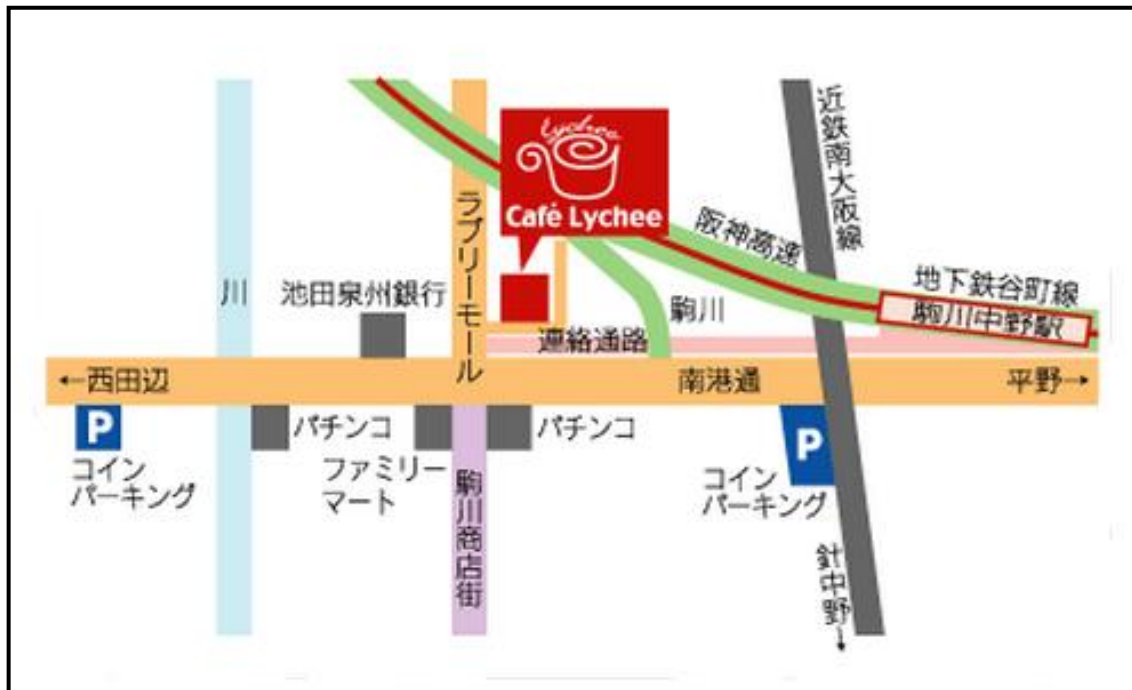 lychee
Café Lychee
近鉄南大阪線
阪神高速
地下鉄谷町線
駒川中野駅
川
池田泉州銀行
ラブリーモール
駒川
連絡通路
←西田辺
南港通
平野→
P
コイン
パーキング
パチンコ
ファミリー
マート
駒川商店街
パチンコ
P
コイン
パーキング
針中野→